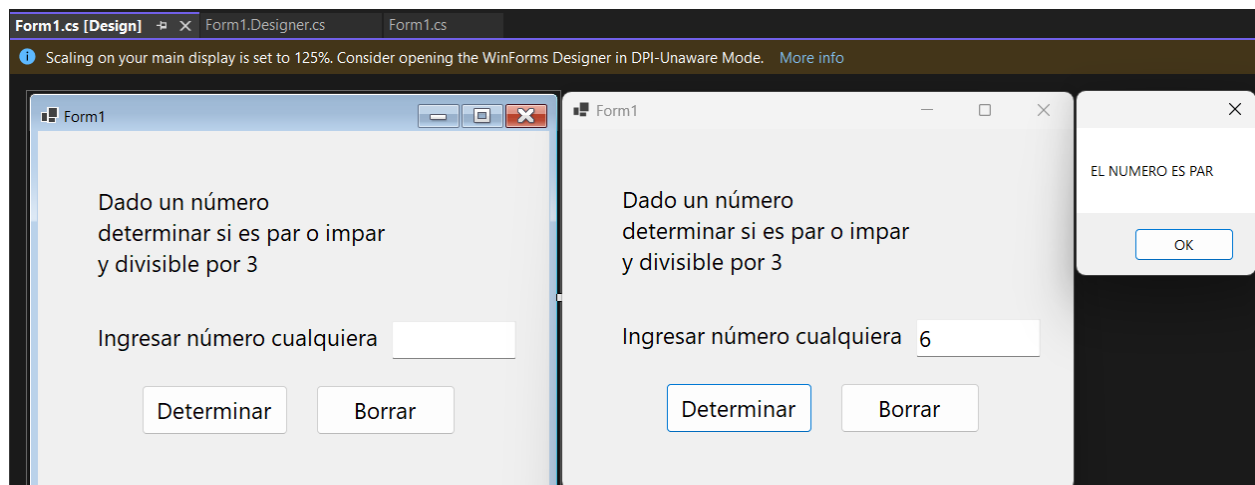 Form1.cs [Design] Form1.Designer.cs Form1.cs
Scaling on your main display is set to 125%. Consider opening the WinForms Designer in DPI-Unaware Mode. More info
Form1
Dado un número
determinar si es par o impar
y divisible por 3
Ingresar número cualquiera
Determinar Borrar
Form1
Dado un número
determinar si es par o impar
y divisible por 3
Ingresar número cualquiera 6
Determinar Borrar
EL NUMERO ES PAR
OK